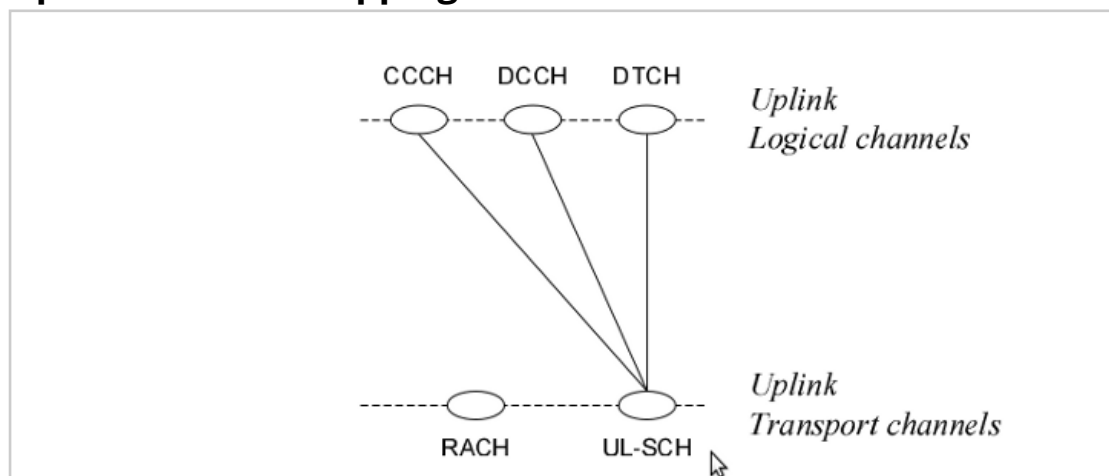 CCCH DCCH DTCH
Uplink
Logical channels
Uplink
Transport channels
RACH UL-SCH